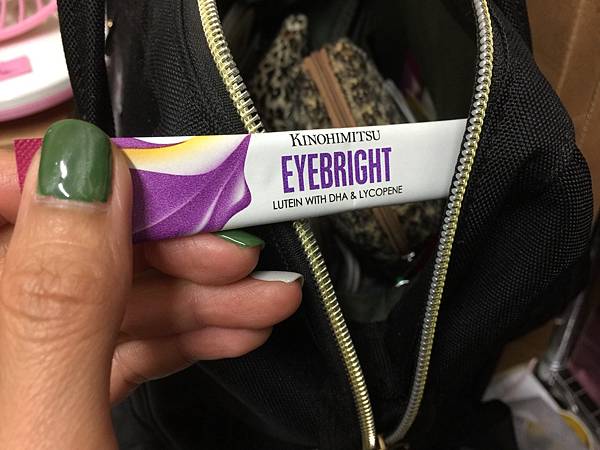 KINOHIMITSU
EYEBRIGHT
LUTEIN WITH DHA & LYCOPENE